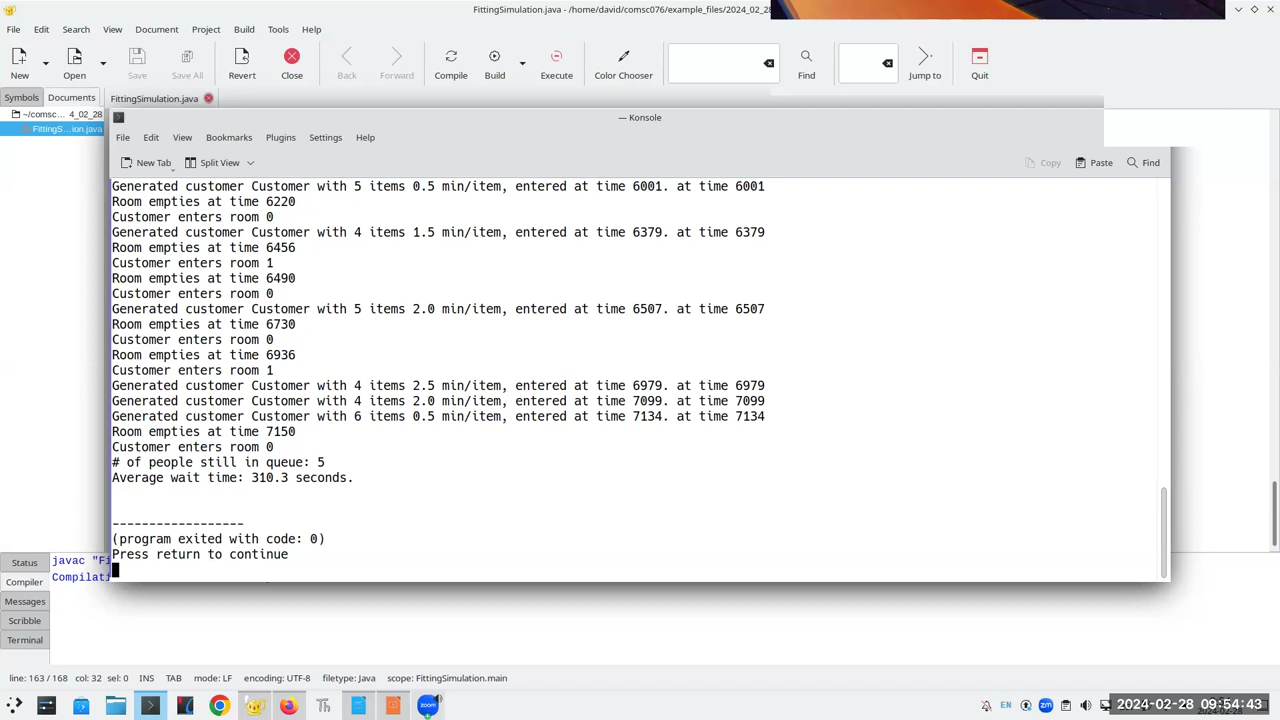 FittingSimulation.java - /home/david/comsc076/example_files/2024_02_28
File Edit Search View Document Project Build Tools Help
New Open Save Save All Revert Close Back Forward Compile Build Execute Color Chooser Find Jump to Quit
Symbols Documents FittingSimulation.java
~/comsc... 4_02_28
FittingS...ion.java
— Konsole
File Edit View Bookmarks Plugins Settings Help
New Tab Split View Copy Paste Find
Generated customer Customer with 5 items 0.5 min/item, entered at time 6001. at time 6001
Room empties at time 6220
Customer enters room 0
Generated customer Customer with 4 items 1.5 min/item, entered at time 6379. at time 6379
Room empties at time 6456
Customer enters room 1
Room empties at time 6490
Customer enters room 0
Generated customer Customer with 5 items 2.0 min/item, entered at time 6507. at time 6507
Room empties at time 6730
Customer enters room 0
Room empties at time 6936
Customer enters room 1
Generated customer Customer with 4 items 2.5 min/item, entered at time 6979. at time 6979
Generated customer Customer with 4 items 2.0 min/item, entered at time 7099. at time 7099
Generated customer Customer with 6 items 0.5 min/item, entered at time 7134. at time 7134
Room empties at time 7150
Customer enters room 0
# of people still in queue: 5
Average wait time: 310.3 seconds.
------------------
(program exited with code: 0)
Press return to continue
Status
Compiler
Messages
Scribble
Terminal
javac "Fi
Compilati
line: 163 / 168 col: 32 sel: 0 INS TAB mode: LF encoding: UTF-8 filetype: Java scope: FittingSimulation.main
Th zoom EN zm 2024-02-28 09:54:43